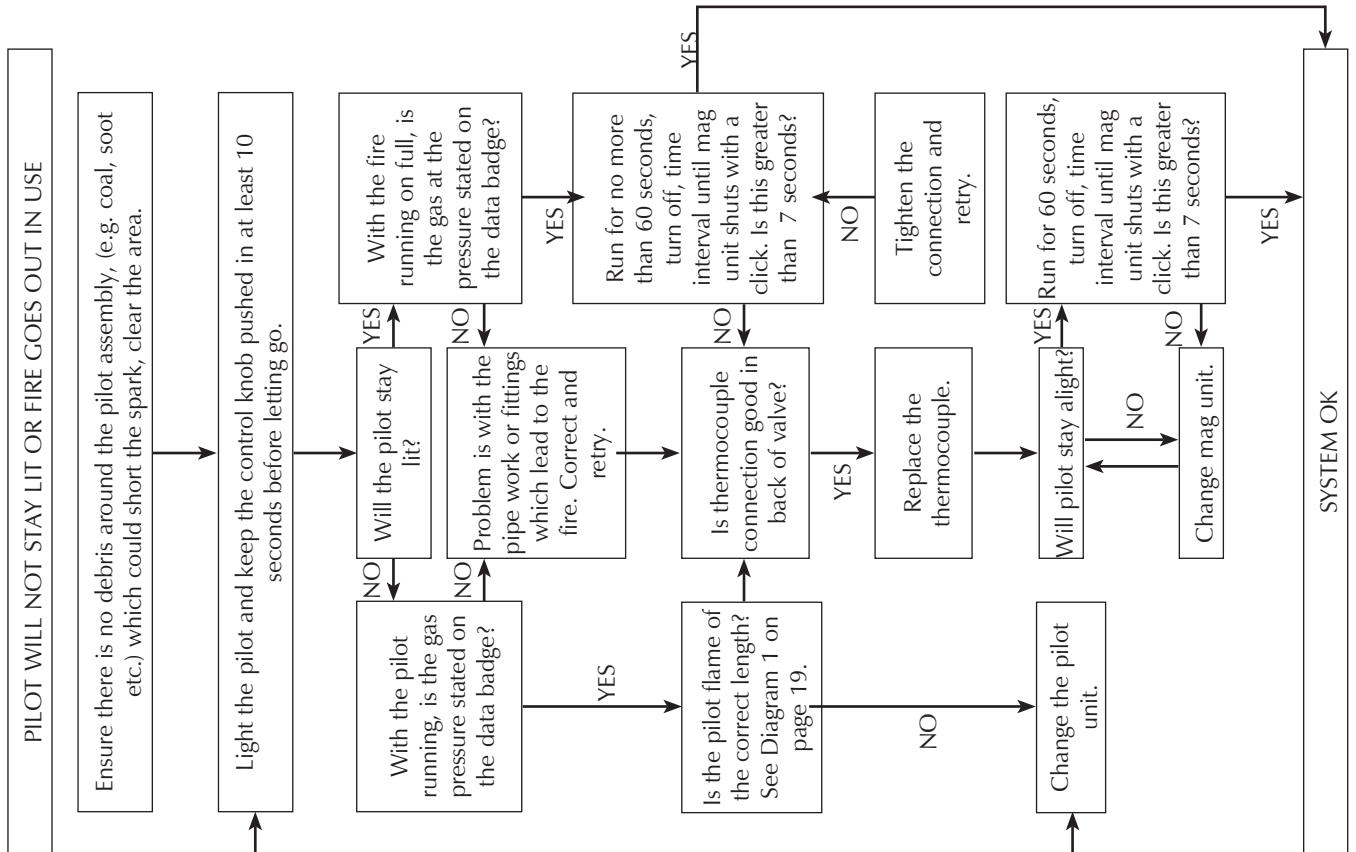 PILOT WILL NOT STAY LIT OR FIRE GOES OUT IN USE
Ensure there is no debris around the pilot assembly, (e.g. coal, soot
etc.) which could short the spark, clear the area.
Light the pilot and keep the control knob pushed in at least 10
seconds before letting go.
Will the pilot stay
lit?
NO
YES
With the pilot
running, is the gas
pressure stated on
the data badge?
NO
YES
Problem is with the
pipe work or fittings
which lead to the
fire. Correct and
retry.
With the fire
running on full, is
the gas at the
pressure stated on
the data badge?
NO
YES
Is the pilot flame of
the correct length?
See Diagram 1 on
page 19.
NO
Is thermocouple
connection good in
back of valve?
YES
NO
Run for no more
than 60 seconds,
turn off, time
interval until mag
unit shuts with a
click. Is this greater
than 7 seconds?
YES
NO
Replace the
thermocouple.
Tighten the
connection and
retry.
Change the pilot
unit.
Will pilot stay alight?
YES
NO
Run for 60 seconds,
turn off, time
interval until mag
unit shuts with a
click. Is this greater
than 7 seconds?
NO
YES
Change mag unit.
SYSTEM OK